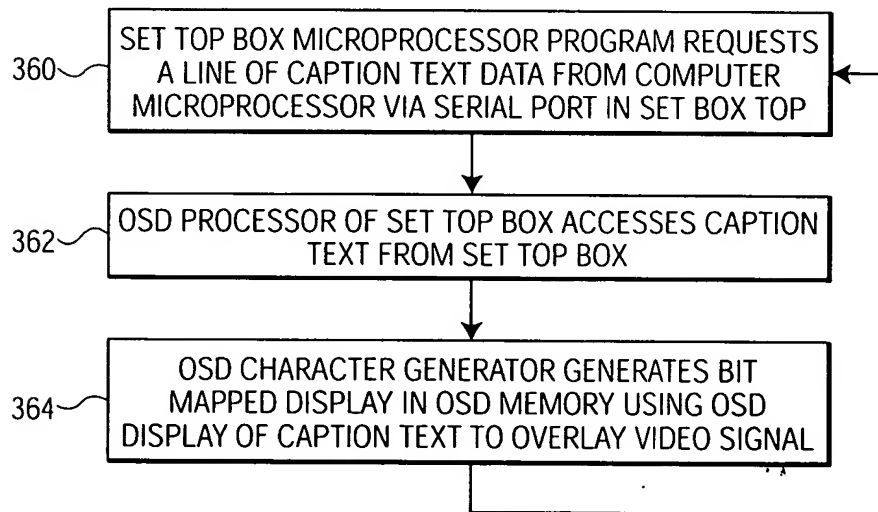 360
SET TOP BOX MICROPROCESSOR PROGRAM REQUESTS
A LINE OF CAPTION TEXT DATA FROM COMPUTER
MICROPROCESSOR VIA SERIAL PORT IN SET BOX TOP
362
OSD PROCESSOR OF SET TOP BOX ACCESSES CAPTION
TEXT FROM SET TOP BOX
364
OSD CHARACTER GENERATOR GENERATES BIT
MAPPED DISPLAY IN OSD MEMORY USING OSD
DISPLAY OF CAPTION TEXT TO OVERLAY VIDEO SIGNAL